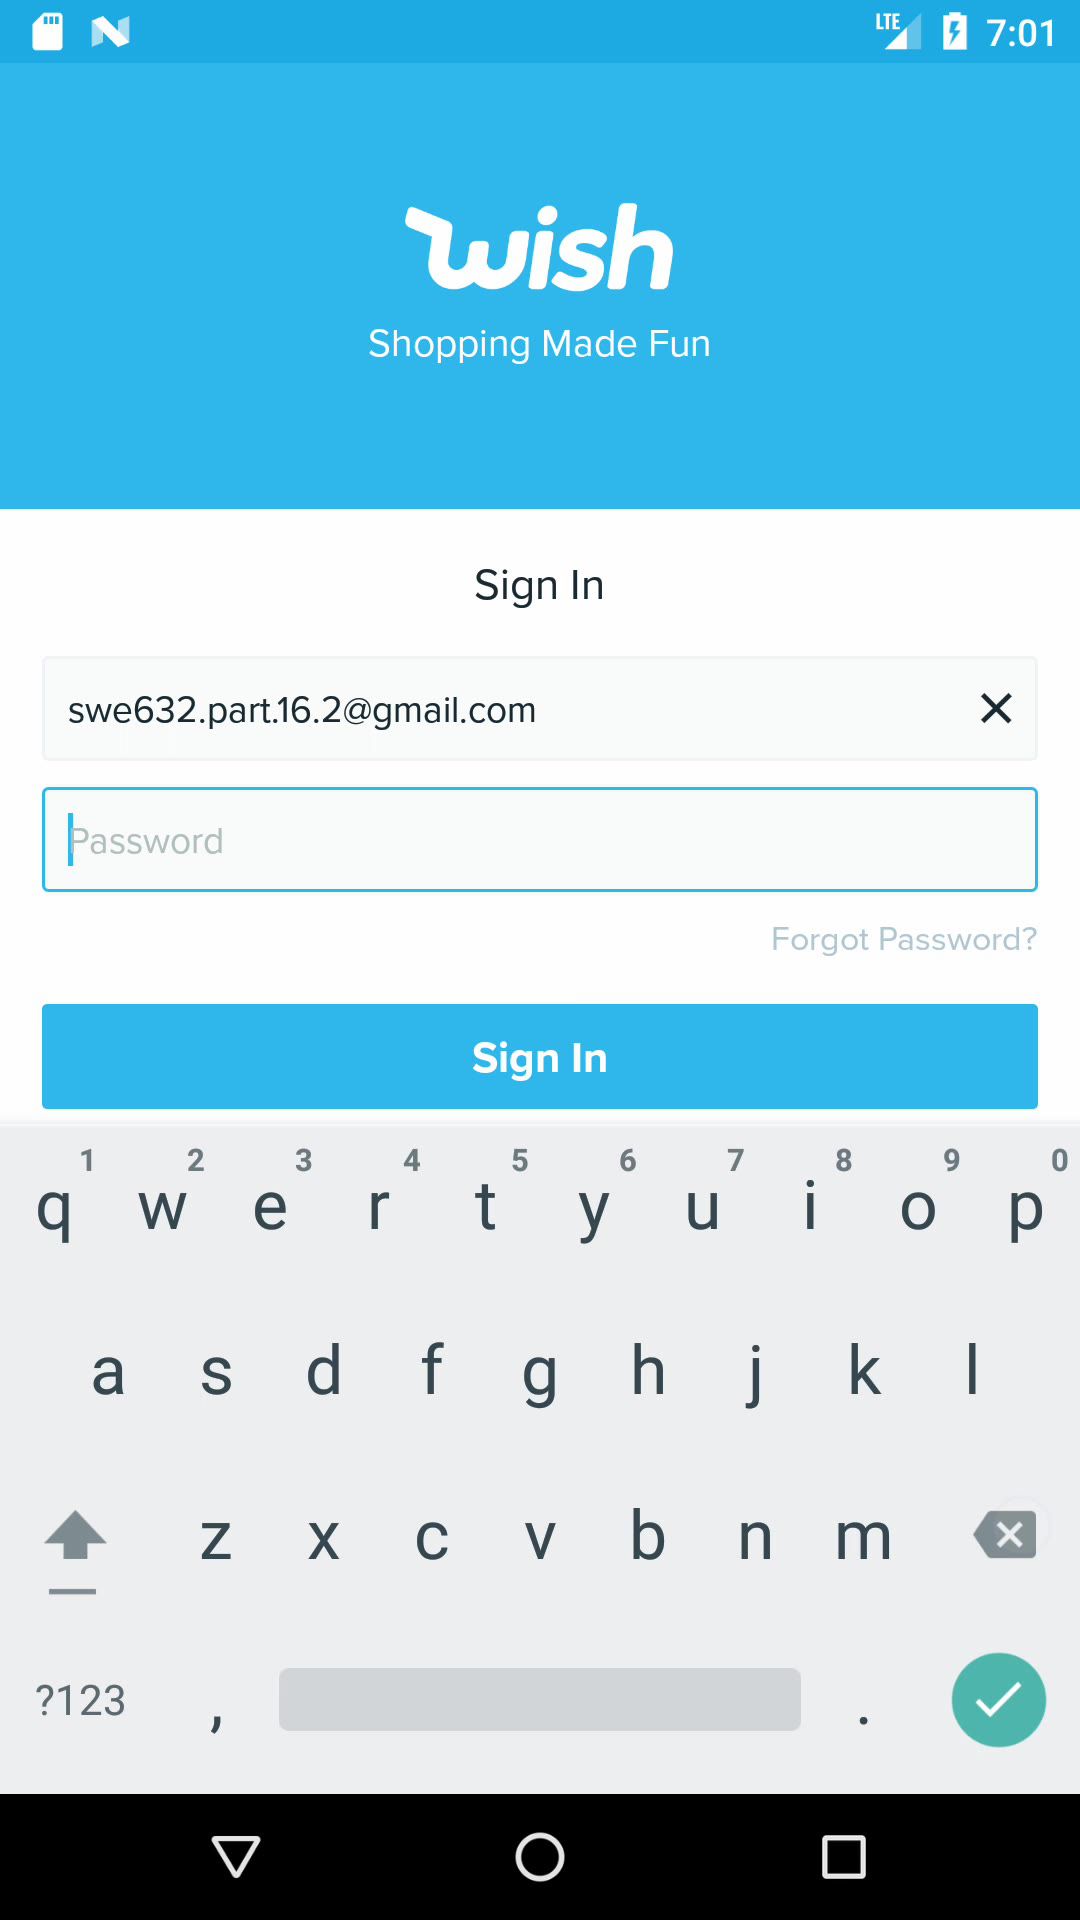 LTE 7:01
wish
Shopping Made Fun
Sign In
swe632.part.16.2@gmail.com
Password
Forgot Password?
Sign In
1 2 3 4 5 6 7 8 9 0
q w e r t y u i o p
a s d f g h j k l
z x c v b n m
?123 , .